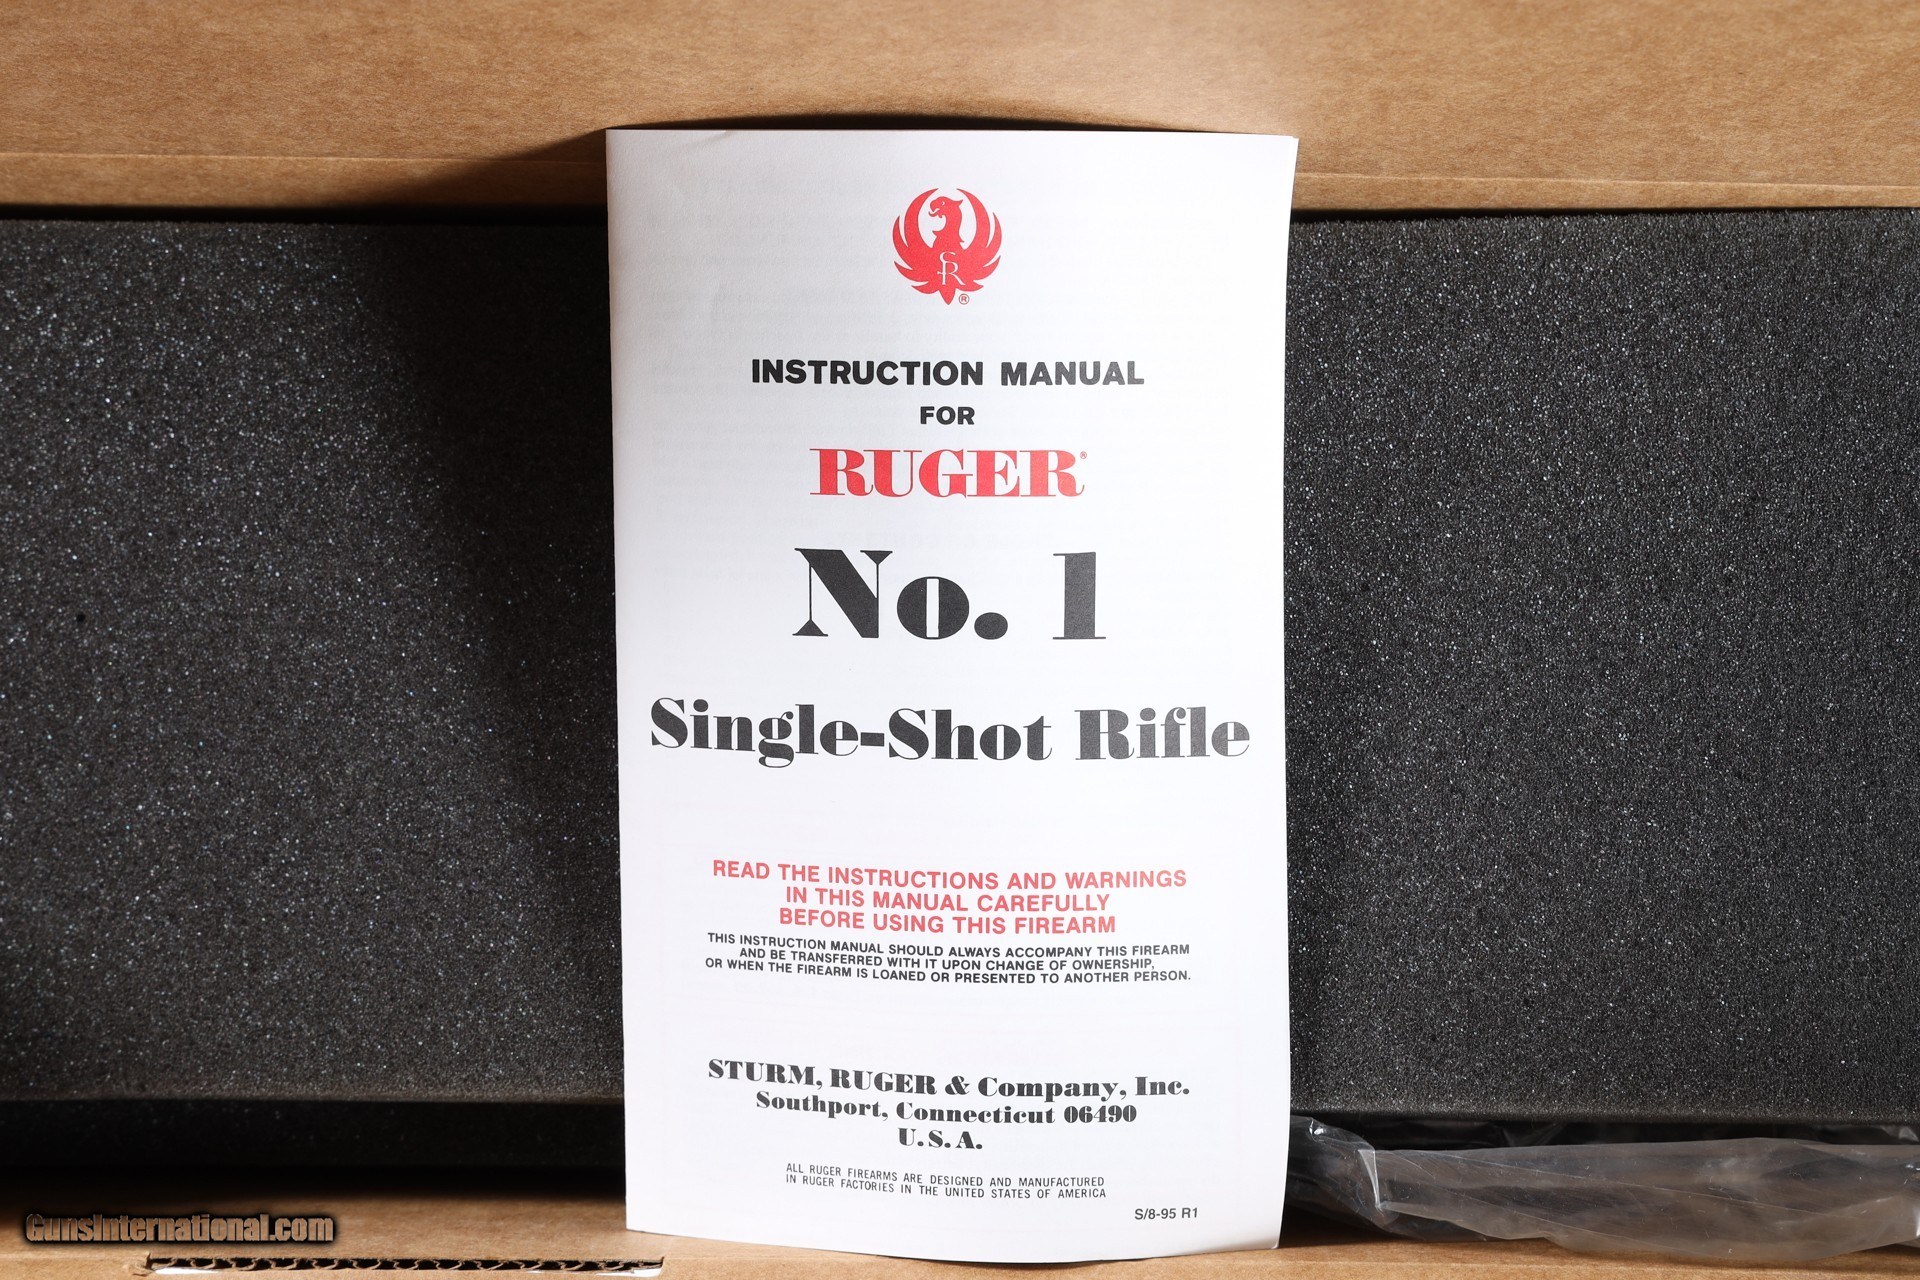 SR
®
INSTRUCTION MANUAL
FOR
RUGER®
No. 1
Single-Shot Rifle
READ THE INSTRUCTIONS AND WARNINGS
IN THIS MANUAL CAREFULLY
BEFORE USING THIS FIREARM
THIS INSTRUCTION MANUAL SHOULD ALWAYS ACCOMPANY THIS FIREARM
AND BE TRANSFERRED WITH IT UPON CHANGE OF OWNERSHIP,
OR WHEN THE FIREARM IS LOANED OR PRESENTED TO ANOTHER PERSON.
STURM, RUGER & Company, Inc.
Southport, Connecticut 06490
U.S.A.
ALL RUGER FIREARMS ARE DESIGNED AND MANUFACTURED
IN RUGER FACTORIES IN THE UNITED STATES OF AMERICA
S/8-95 R1
GunsInternational.com